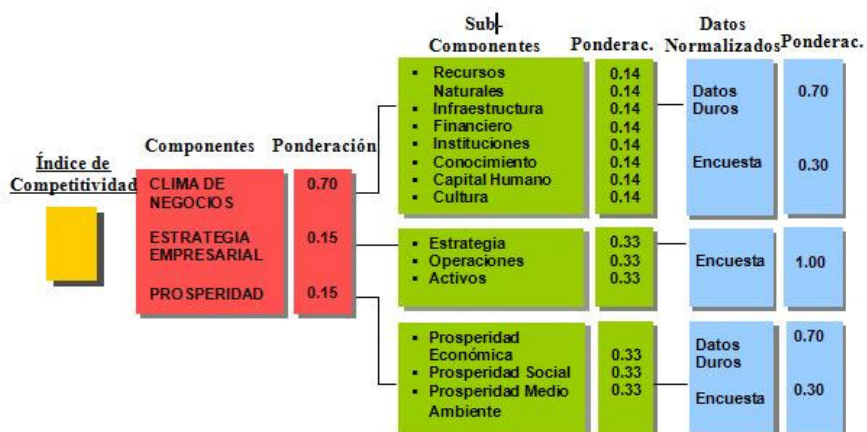 Índice de
Competitividad
Componentes
Ponderación
CLIMA DE
NEGOCIOS
0.70
ESTRATEGIA
EMPRESARIAL
0.15
PROSPERIDAD
0.15
Sub-
Componentes
Ponderac.
▪ Recursos
Naturales
▪ Infraestructura
▪ Financiero
▪ Instituciones
▪ Conocimiento
▪ Capital Humano
▪ Cultura
0.14
0.14
0.14
0.14
0.14
0.14
0.14
0.14
▪ Estrategia
▪ Operaciones
▪ Activos
0.33
0.33
0.33
▪ Prosperidad
Económica
▪ Prosperidad Social
▪ Prosperidad Medio
Ambiente
0.33
0.33
0.33
Datos
Normalizados
Ponderac.
Datos
Duros
0.70
Encuesta
0.30
Encuesta
1.00
Datos
Duros
0.70
Encuesta
0.30